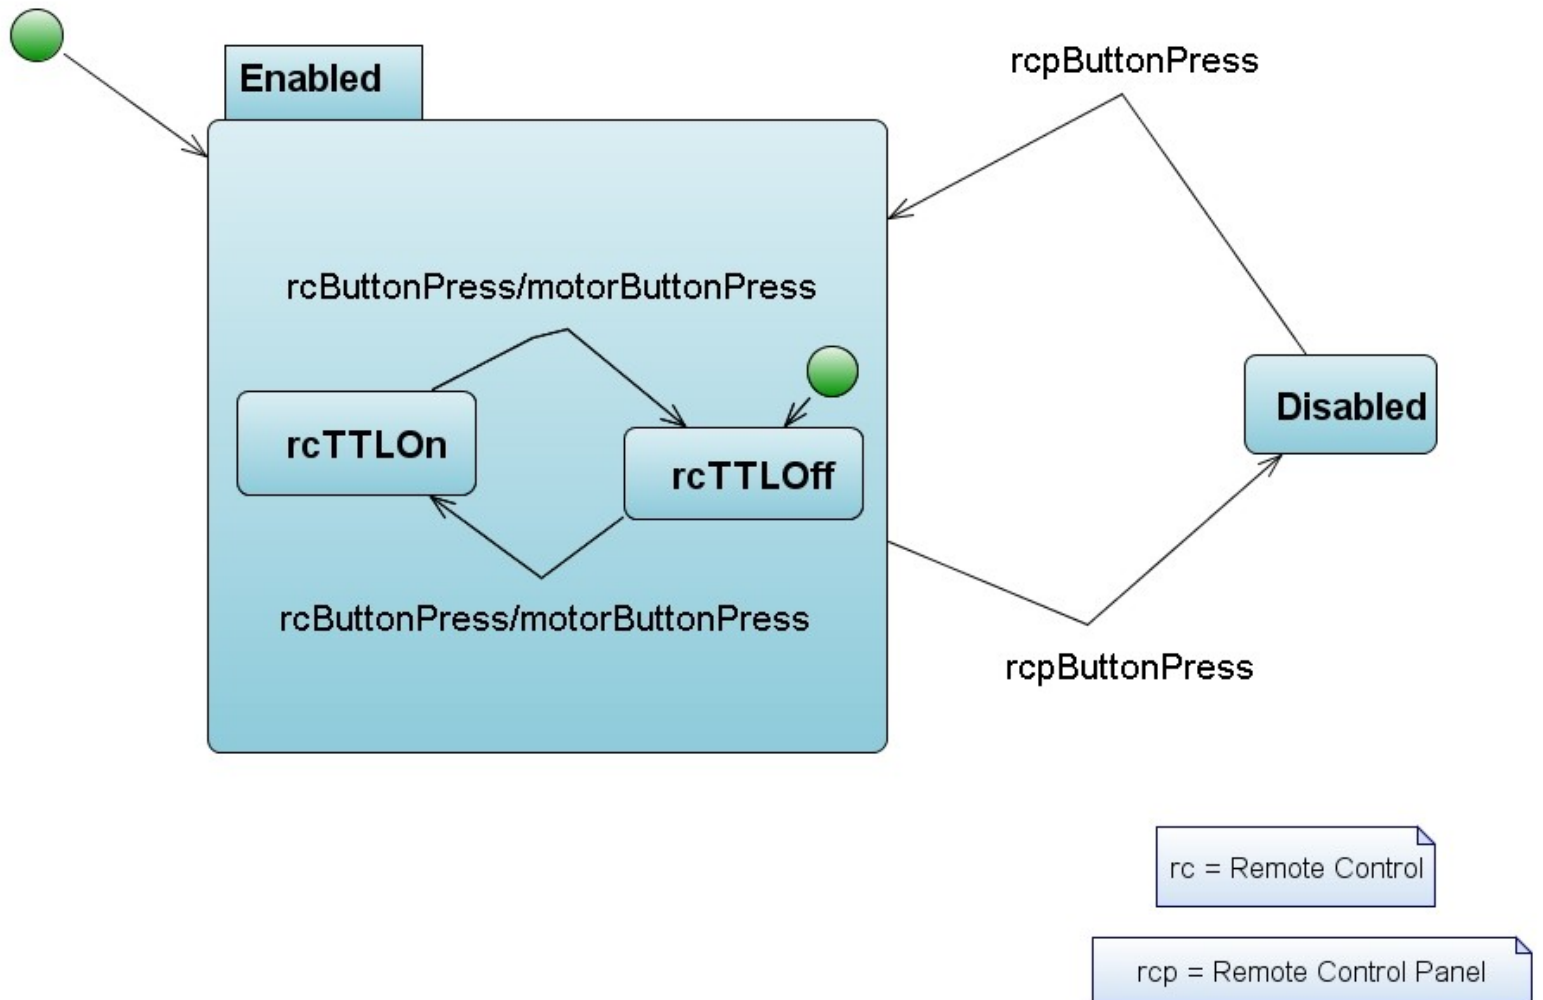 Enabled
rcpButtonPress
rcButtonPress/motorButtonPress
rcTTLOn
rcTTLOff
Disabled
rcButtonPress/motorButtonPress
rcpButtonPress
rc = Remote Control
rcp = Remote Control Panel